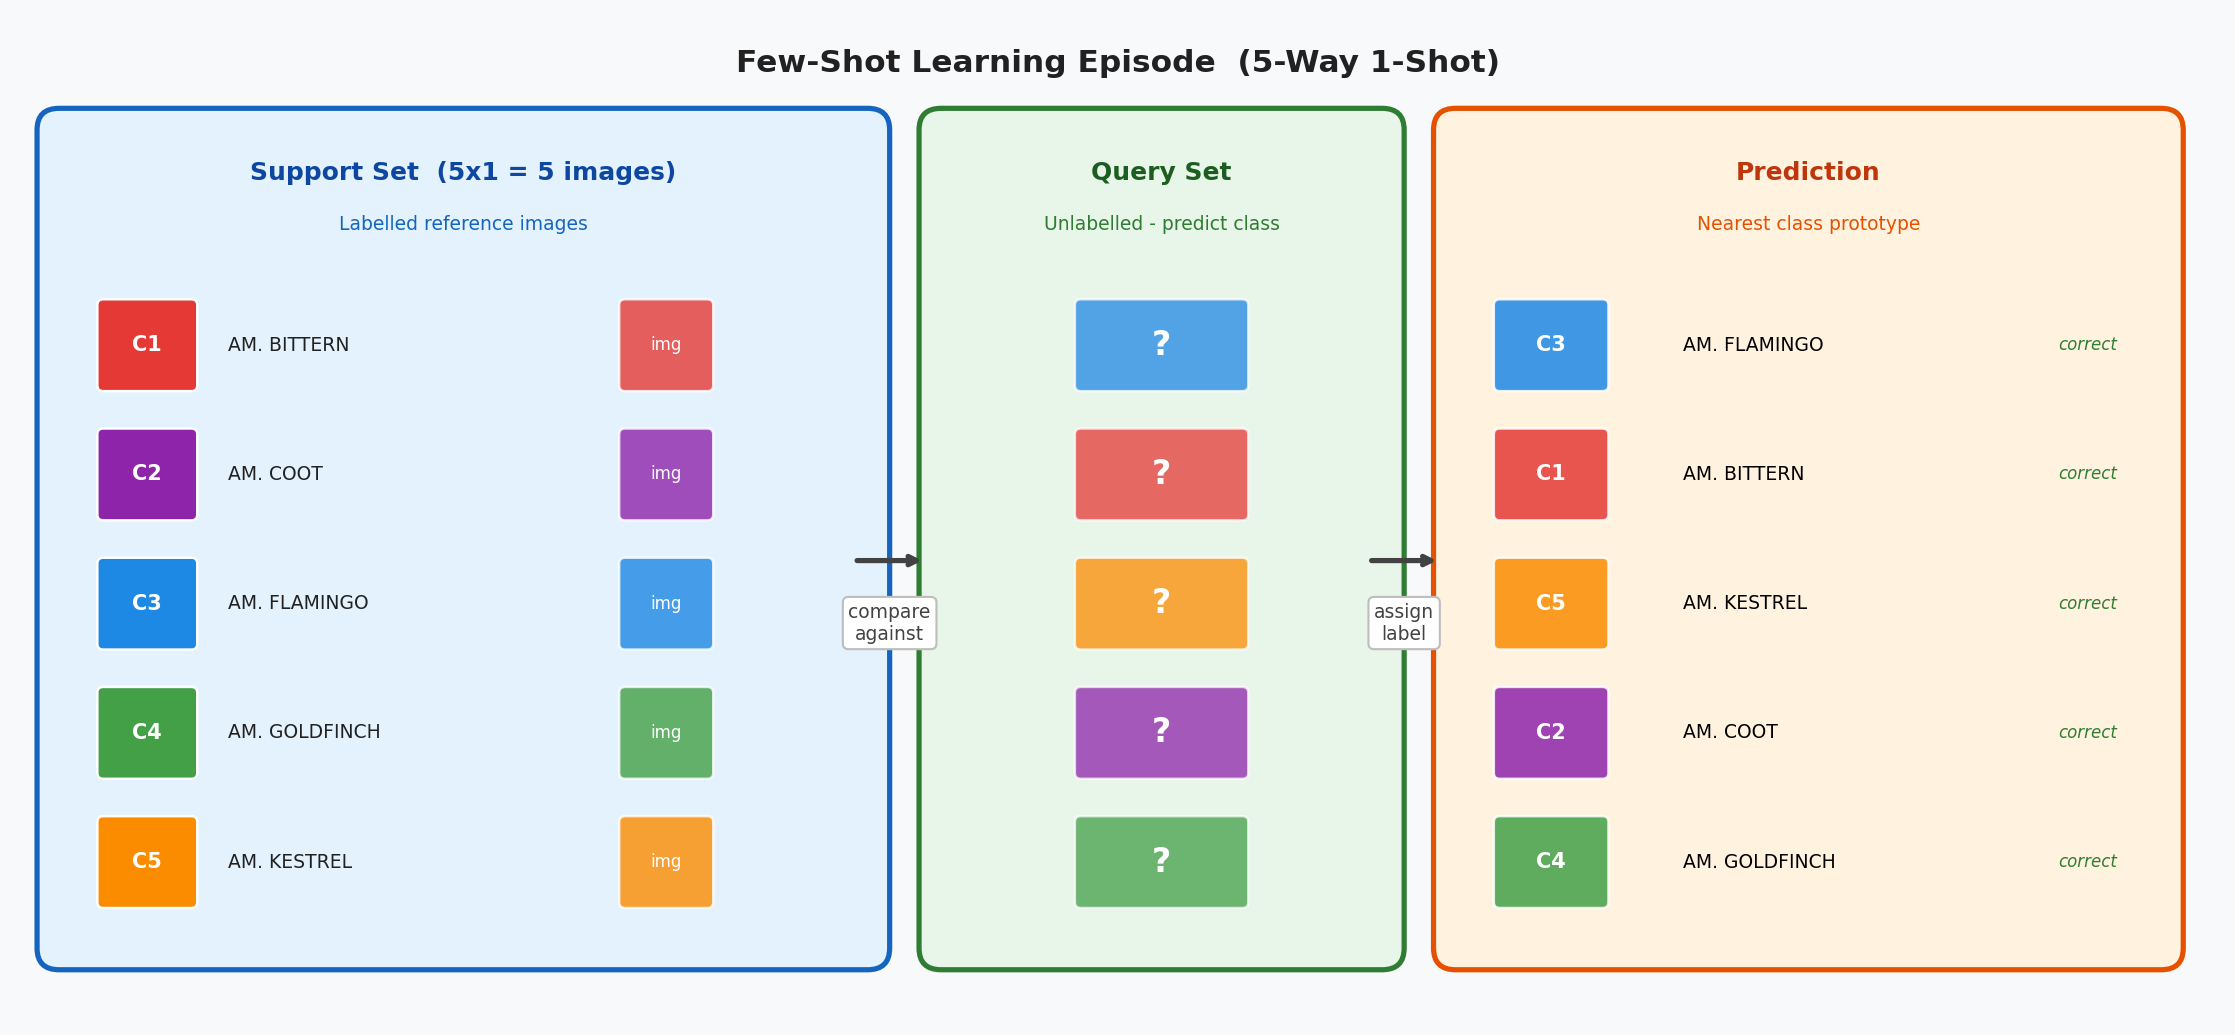 Few-Shot Learning Episode (5-Way 1-Shot)
Support Set (5x1 = 5 images)
Labelled reference images
C1 AM. BITTERN img
C2 AM. COOT img
C3 AM. FLAMINGO img
C4 AM. GOLDFINCH img
C5 AM. KESTREL img
compare
against
Query Set
Unlabelled - predict class
?
?
?
?
?
assign
label
Prediction
Nearest class prototype
C3 AM. FLAMINGO correct
C1 AM. BITTERN correct
C5 AM. KESTREL correct
C2 AM. COOT correct
C4 AM. GOLDFINCH correct